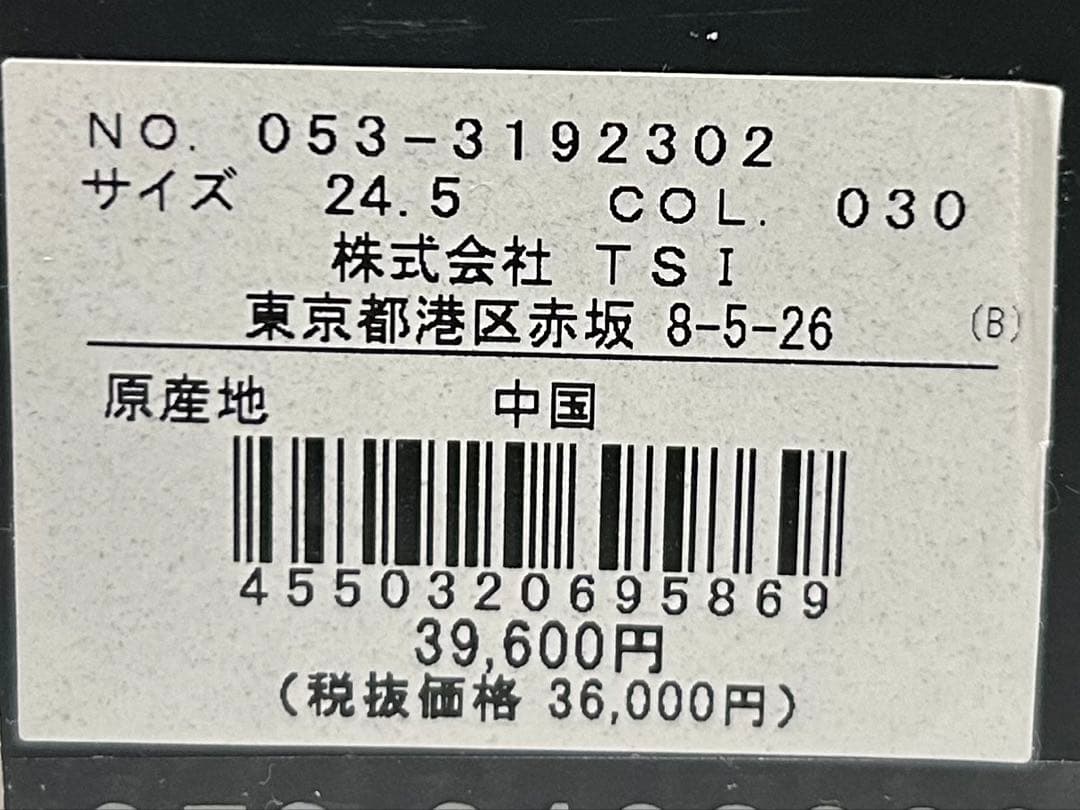 NO. 053-3192302
サイズ 24.5 COL. 030
株式会社 TSI
東京都港区赤坂 8-5-26 (B)
原産地 中国
4550320695869
39,600円
(税抜価格 36,000円)